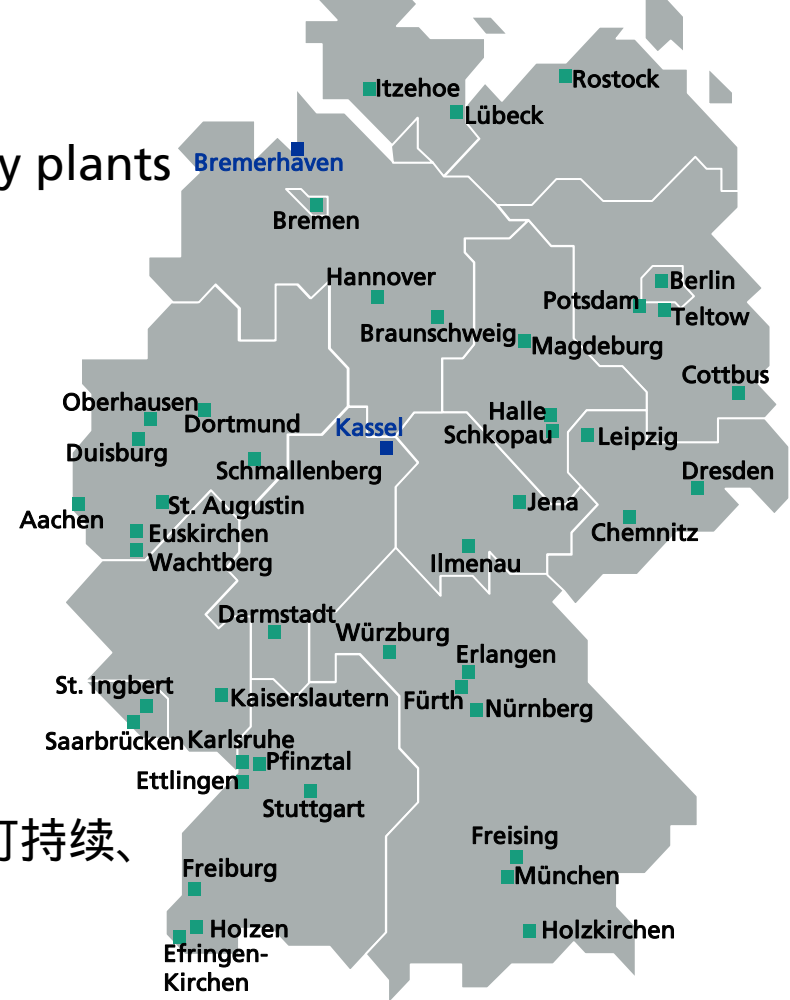 Itzehoe
Rostock
Lübeck
y plants
Bremerhaven
Bremen
Hannover
Berlin
Potsdam
Teltow
Braunschweig
Magdeburg
Cottbus
Oberhausen
Dortmund
Halle
Kassel
Schkopau
Leipzig
Duisburg
Schmallenberg
Dresden
St. Augustin
Jena
Aachen
Euskirchen
Chemnitz
Wachtberg
Ilmenau
Darmstadt
Würzburg
Erlangen
St. Ingbert
Kaiserslautern
Fürth
Nürnberg
Saarbrücken
Karlsruhe
Pfinztal
Ettlingen
Stuttgart
Freising
可持续、
Freiburg
München
Holzen
Holzkirchen
Efringen-
Kirchen